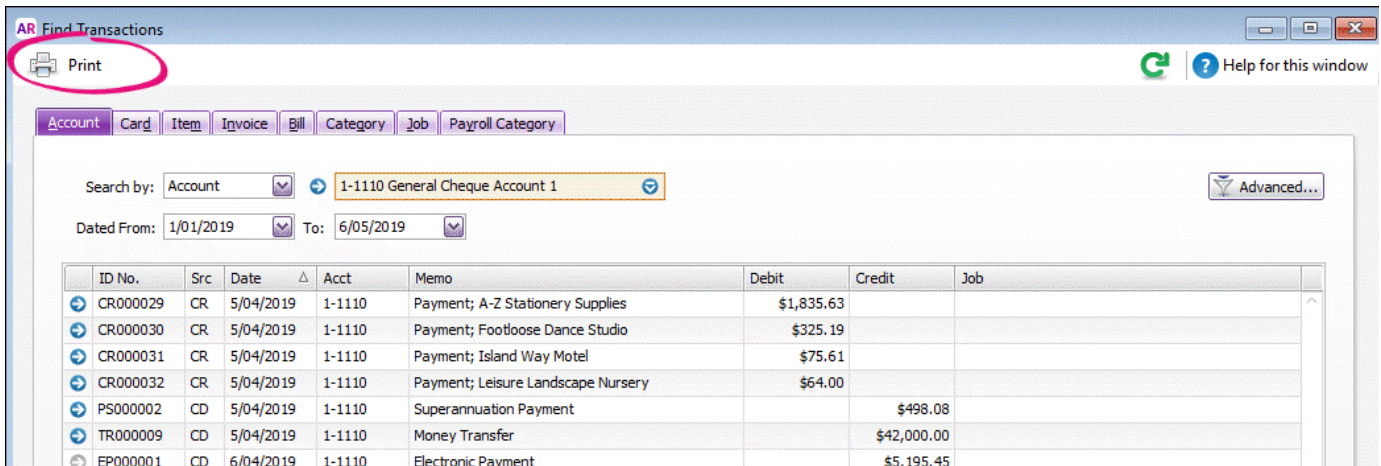 AR Find Transactions
Print Help for this window
Account Card Item Invoice Bill Category Job Payroll Category
Search by: Account 1-1110 General Cheque Account 1 Advanced...
Dated From: 1/01/2019 To: 6/05/2019
ID No. Src Date Acct Memo Debit Credit Job
CR000029 CR 5/04/2019 1-1110 Payment; A-Z Stationery Supplies $1,835.63
CR000030 CR 5/04/2019 1-1110 Payment; Footloose Dance Studio $325.19
CR000031 CR 5/04/2019 1-1110 Payment; Island Way Motel $75.61
CR000032 CR 5/04/2019 1-1110 Payment; Leisure Landscape Nursery $64.00
PS000002 CD 5/04/2019 1-1110 Superannuation Payment $498.08
TR000009 CD 5/04/2019 1-1110 Money Transfer $42,000.00
EP000001 CD 6/04/2019 1-1110 Electronic Payment $5,195.45